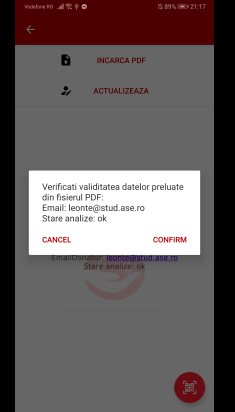 Vodafone RO 89% 21:17
INCARCA PDF
ACTUALIZEAZA
Verificati validitatea datelor preluate
din fisierul PDF:
Email: leonte@stud.ase.ro
Stare analize: ok
CANCEL CONFIRM
EmailDonator: leonte@stud.ase.ro
Stare analize: ok